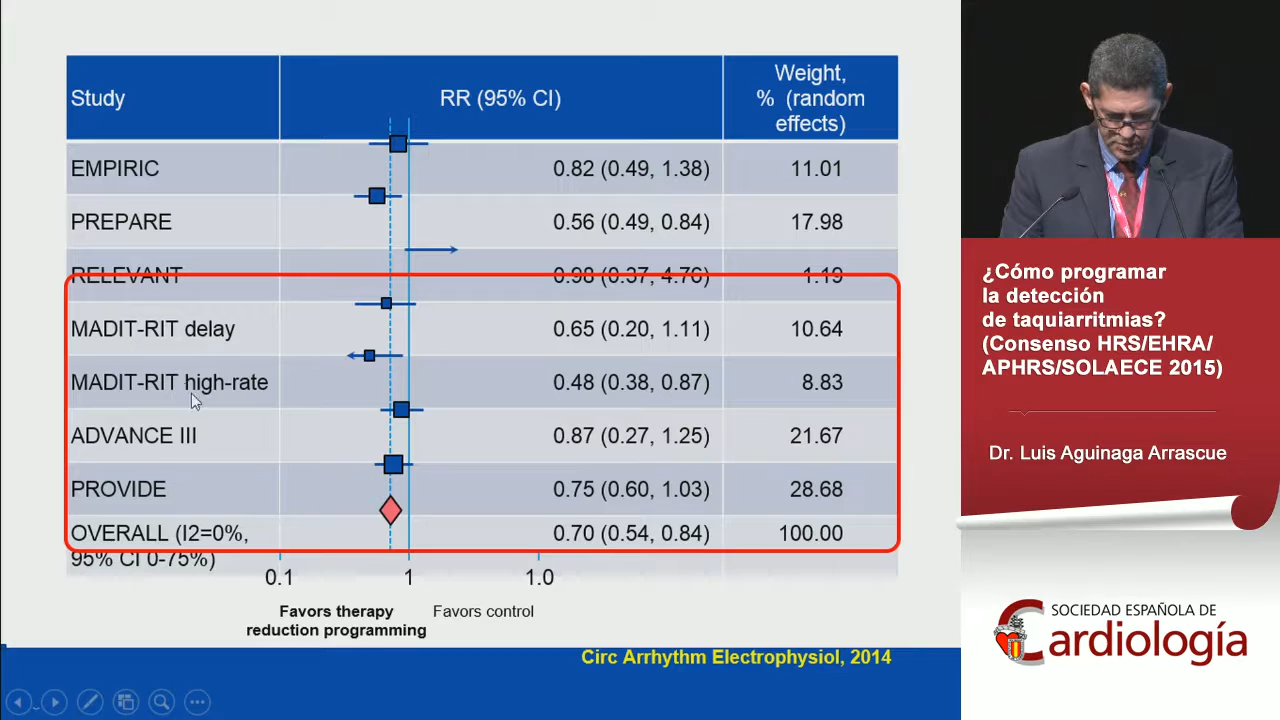 Study
RR (95% CI)
Weight,
% (random
effects)
EMPIRIC
0.82 (0.49, 1.38)
11.01
PREPARE
0.56 (0.49, 0.84)
17.98
RELEVANT
0.98 (0.37, 4.76)
1.19
MADIT-RIT delay
0.65 (0.20, 1.11)
10.64
MADIT-RIT high-rate
0.48 (0.38, 0.87)
8.83
ADVANCE III
0.87 (0.27, 1.25)
21.67
PROVIDE
0.75 (0.60, 1.03)
28.68
OVERALL (I2=0%,
95% CI 0-75%)
0.70 (0.54, 0.84)
100.00
0.1
1
1.0
Favors therapy
reduction programming
Favors control
Circ Arrhythm Electrophysiol, 2014
¿Cómo programar
la detección
de taquiarritmias?
(Consenso HRS/EHRA/
APHRS/SOLAECE 2015)
Dr. Luis Aguinaga Arrascue
SOCIEDAD ESPAÑOLA DE
Cardiología